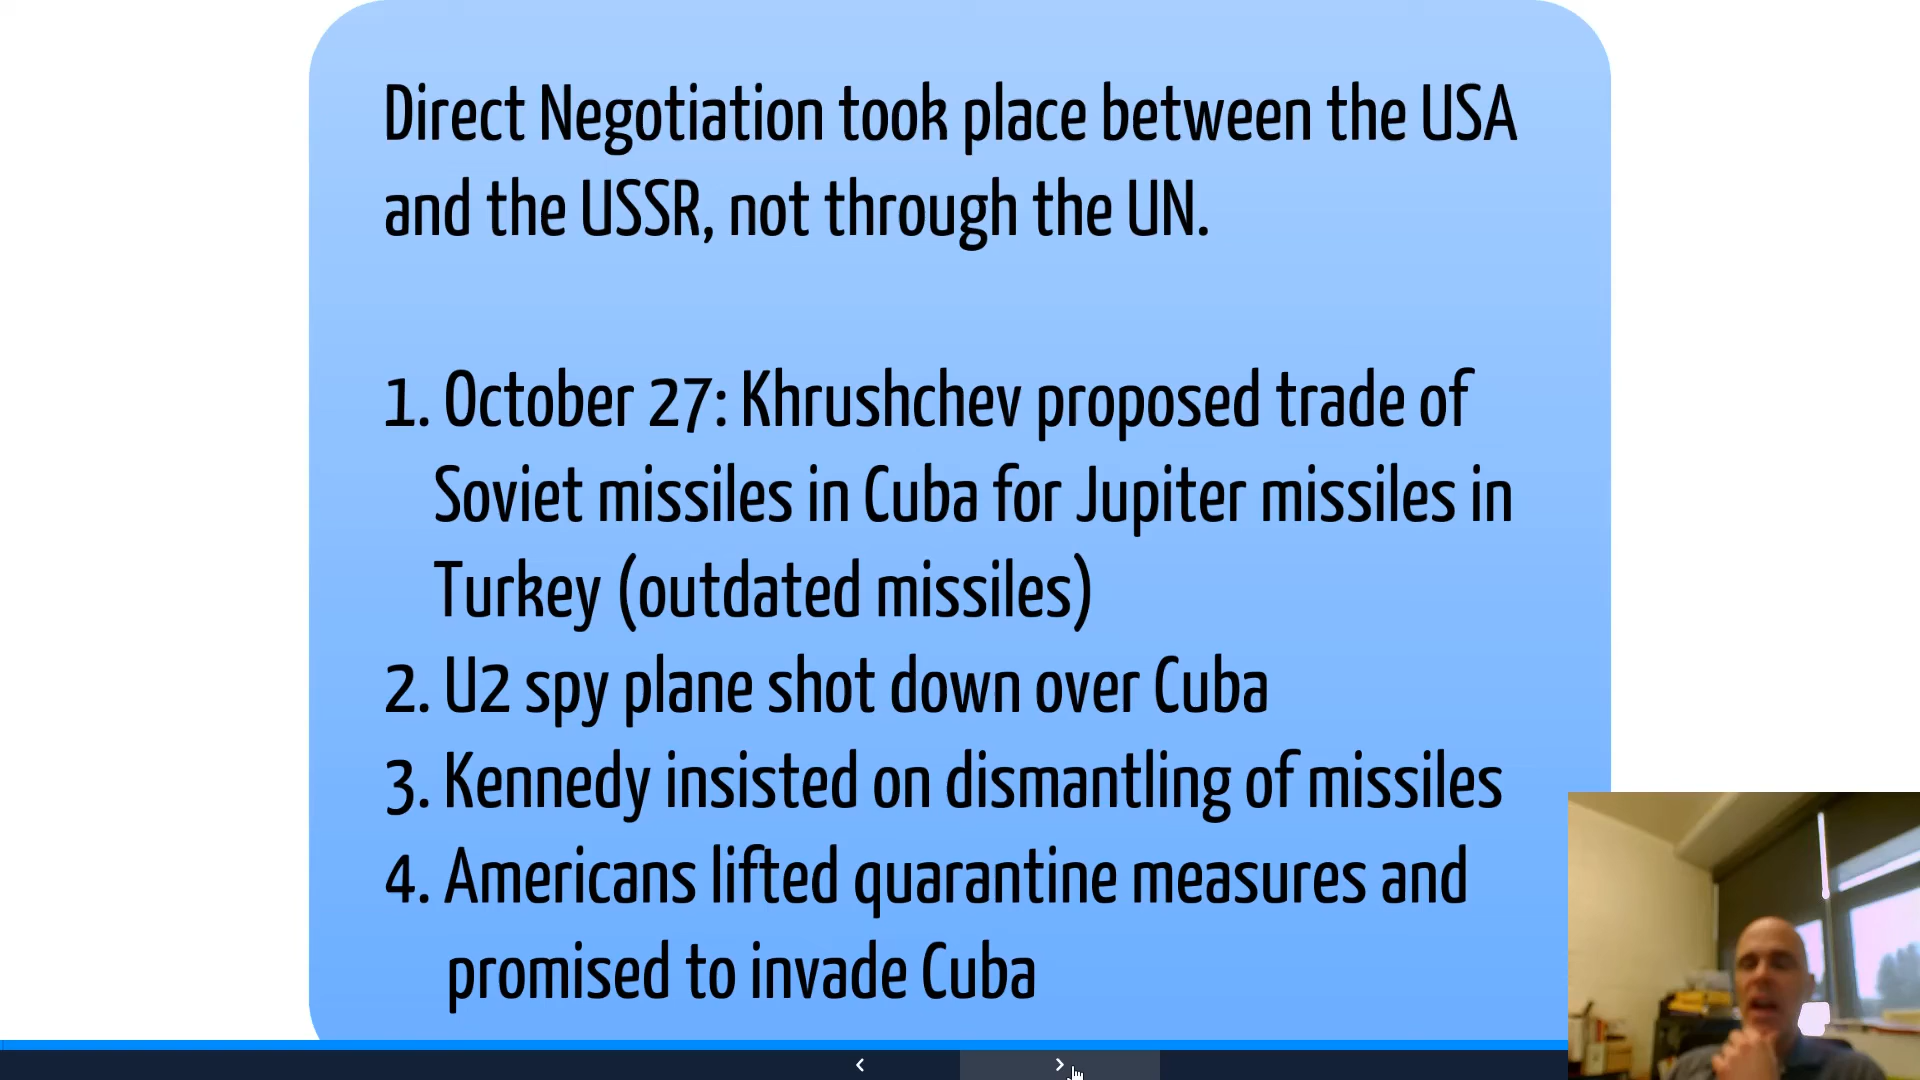 Direct Negotiation took place between the USA
and the USSR, not through the UN.
1. October 27: Khrushchev proposed trade of
Soviet missiles in Cuba for Jupiter missiles in
Turkey (outdated missiles)
2. U2 spy plane shot down over Cuba
3. Kennedy insisted on dismantling of missiles
4. Americans lifted quarantine measures and
promised to invade Cuba